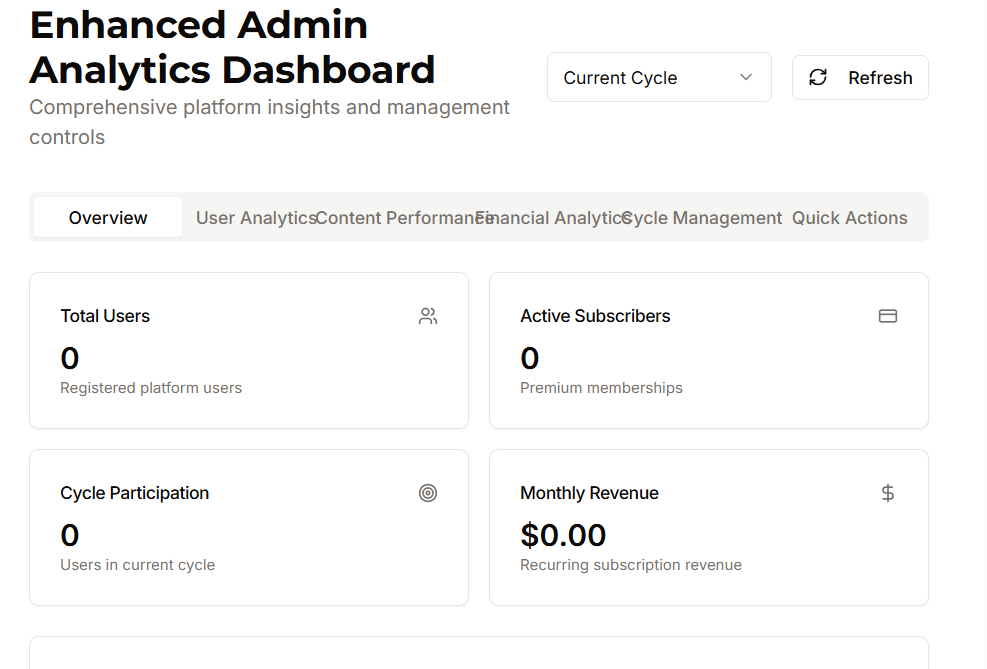 Enhanced Admin
Analytics Dashboard
Comprehensive platform insights and management
controls
Current Cycle
Refresh
Overview
User Analytics
Content Performance
Financial Analytics
Cycle Management
Quick Actions
Total Users
0
Registered platform users
Active Subscribers
0
Premium memberships
Cycle Participation
0
Users in current cycle
Monthly Revenue
$0.00
Recurring subscription revenue